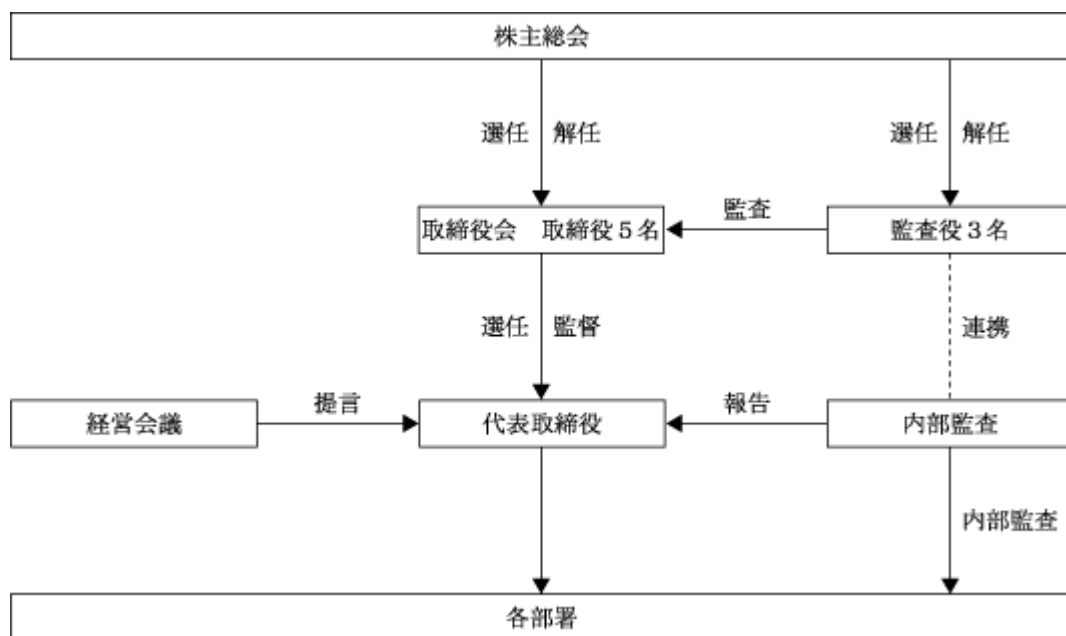 株主総会
選任 解任
選任 解任
監査
取締役会　取締役５名
監査役３名
選任 監督
連携
提言
報告
経営会議
代表取締役
内部監査
内部監査
各部署